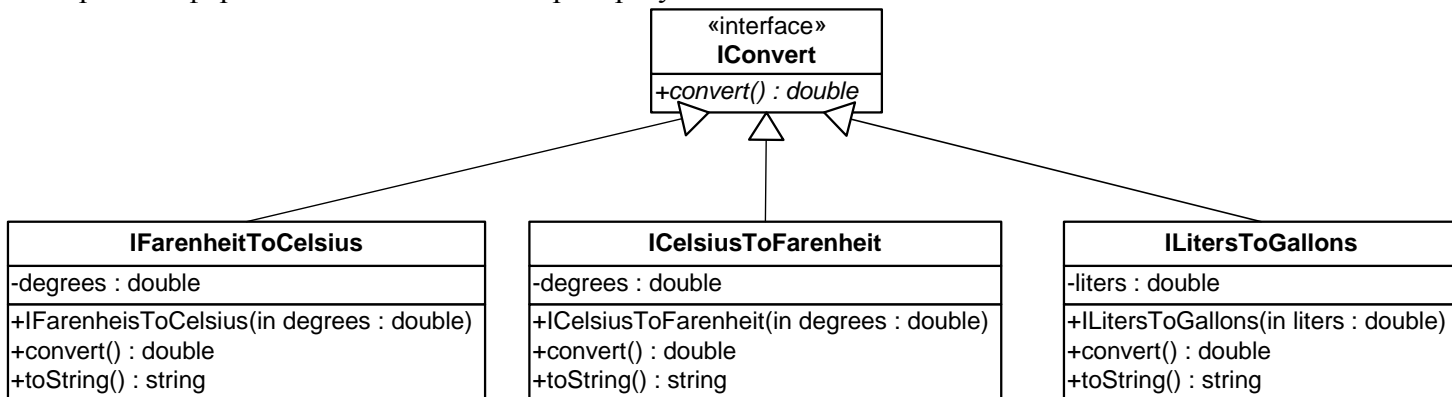 «interface»
IConvert
+convert() : double
IFarenheitToCelsius
-degrees : double
+IFarenheisToCelsius(in degrees : double)
+convert() : double
+toString() : string
ICelsiusToFarenheit
-degrees : double
+ICelsiusToFarenheit(in degrees : double)
+convert() : double
+toString() : string
ILitersToGallons
-liters : double
+ILitersToGallons(in liters : double)
+convert() : double
+toString() : string